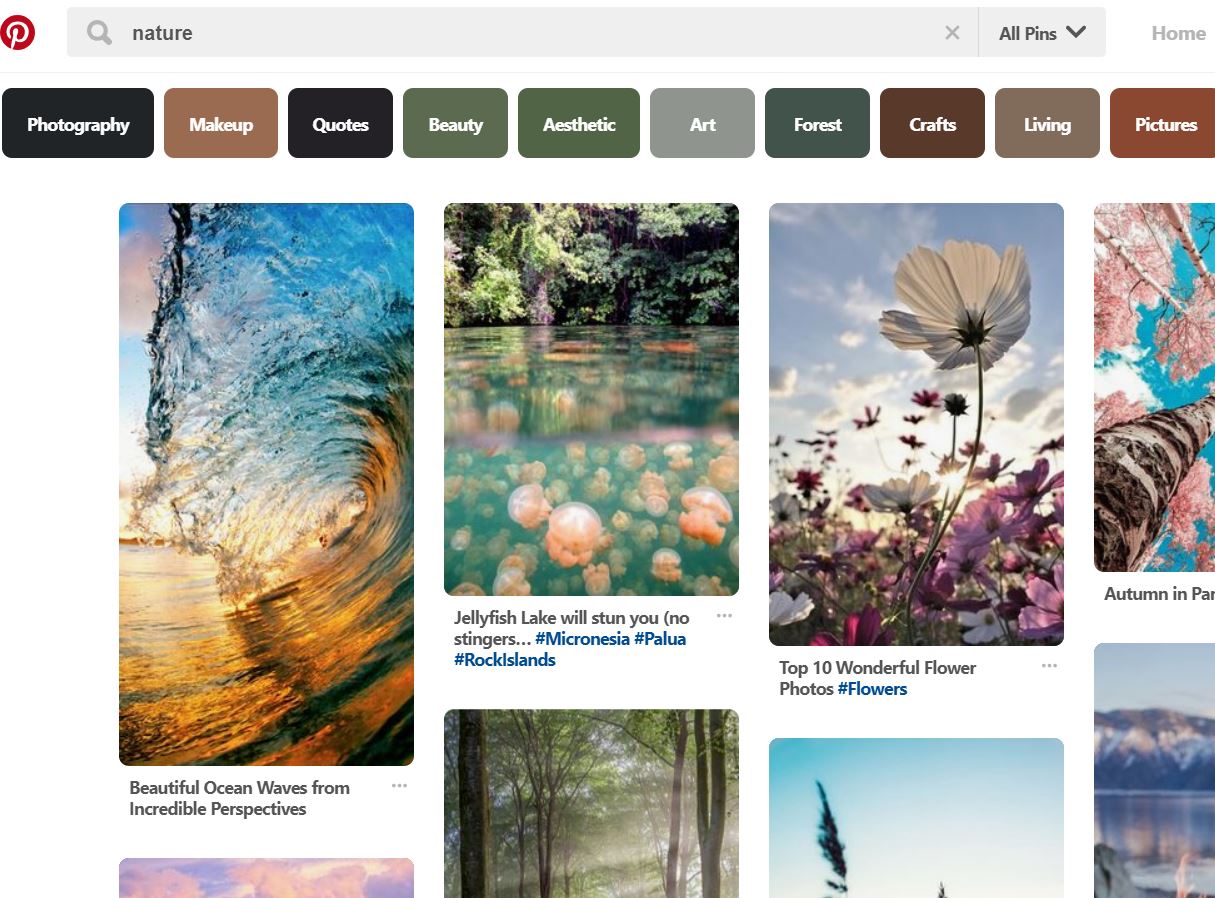 nature
All Pins
Home
Photography
Makeup
Quotes
Beauty
Aesthetic
Art
Forest
Crafts
Living
Pictures
Jellyfish Lake will stun you (no
stingers… #Micronesia #Palua
#RockIslands
Top 10 Wonderful Flower
Photos #Flowers
Autumn in Par
Beautiful Ocean Waves from
Incredible Perspectives